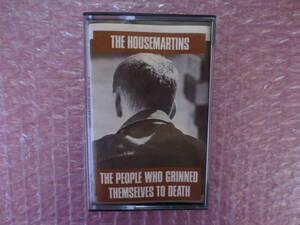 THE HOUSEMARTINS
THE PEOPLE WHO GRINNED
THEMSELVES TO DEATH